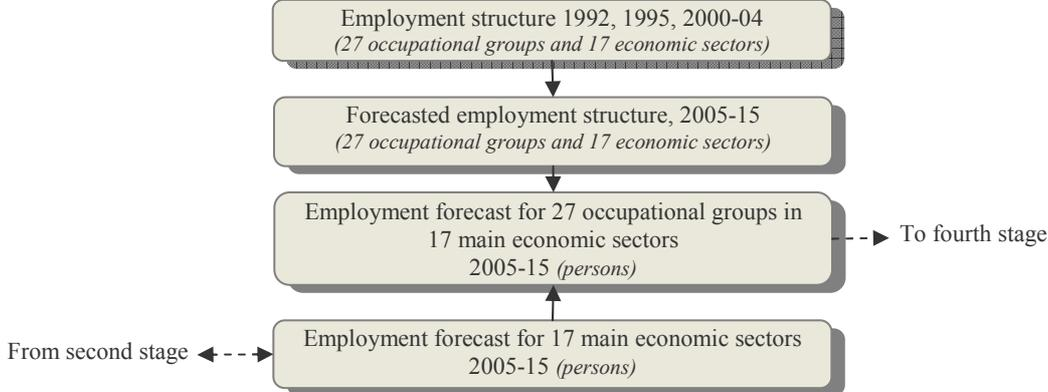 Employment structure 1992, 1995, 2000-04
(27 occupational groups and 17 economic sectors)
Forecasted employment structure, 2005-15
(27 occupational groups and 17 economic sectors)
Employment forecast for 27 occupational groups in
17 main economic sectors
2005-15 (persons)
To fourth stage
Employment forecast for 17 main economic sectors
2005-15 (persons)
From second stage